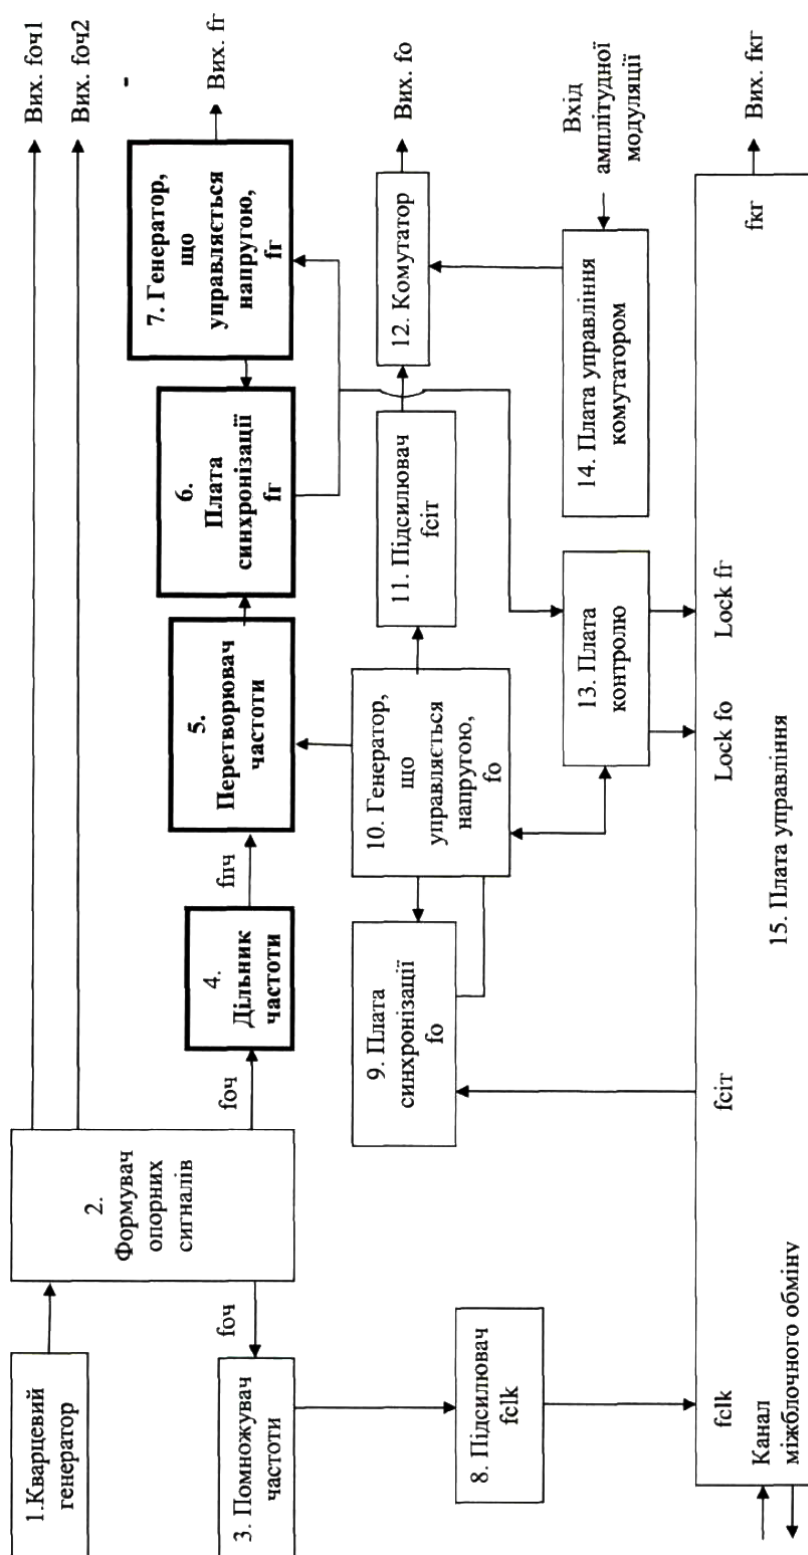 1.Кварцевий
генератор
2.
Формувач
опорних
сигналів
Вих. fоч1
Вих. fоч2
fоч
fоч
3. Помножувач
частоти
4.
Дільник
частоти
fпч
5.
Перетворювач
частоти
6.
Плата
синхронізації
fг
7. Генератор,
що
управляється
напругою,
fг
Вих. fг
8. Підсилювач
fclk
9. Плата
синхронізації
fо
10. Генератор,
що
управляється
напругою,
fо
11. Підсилювач
fсіт
12. Комутатор
Вих. fо
13. Плата
контролю
14. Плата управління
комутатором
Вхід
амплітудної
модуляції
fclk
fсіт
Lock fo
Lock fг
fкг
Вих. fкг
Канал
міжблочного обміну
15. Плата управління